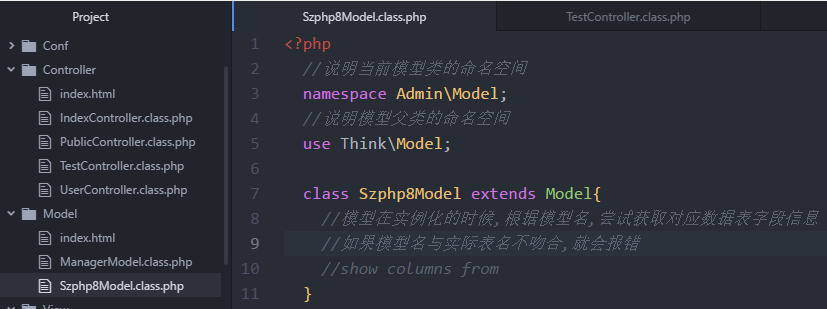 Project
Conf
Controller
index.html
IndexController.class.php
PublicController.class.php
TestController.class.php
UserController.class.php
Model
index.html
ManagerModel.class.php
Szphp8Model.class.php
View
Szphp8Model.class.php
TestController.class.php
1 <?php
2 //说明当前模型类的命名空间
3 namespace Admin\Model;
4 //说明模型父类的命名空间
5 use Think\Model;
6
7 class Szphp8Model extends Model{
8 //模型在实例化的时候,根据模型名,尝试获取对应数据表字段信息
9 //如果模型名与实际表名不吻合,就会报错
10 //show columns from
11 }